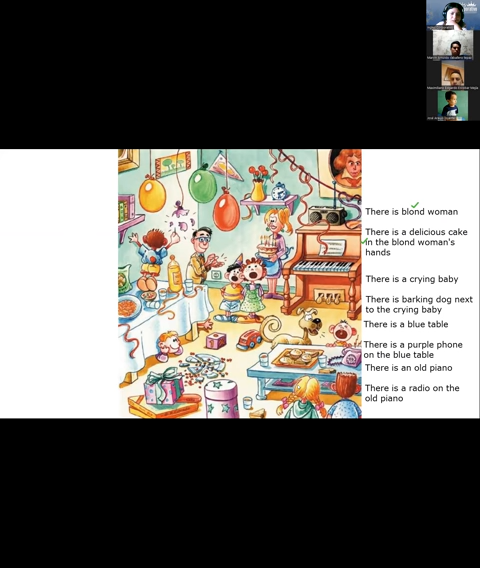 There is blond woman
There is a delicious cake
in the blond woman's
hands
There is a crying baby
There is barking dog next
to the crying baby
There is a blue table
There is a purple phone
on the blue table
There is an old piano
There is a radio on the
old piano